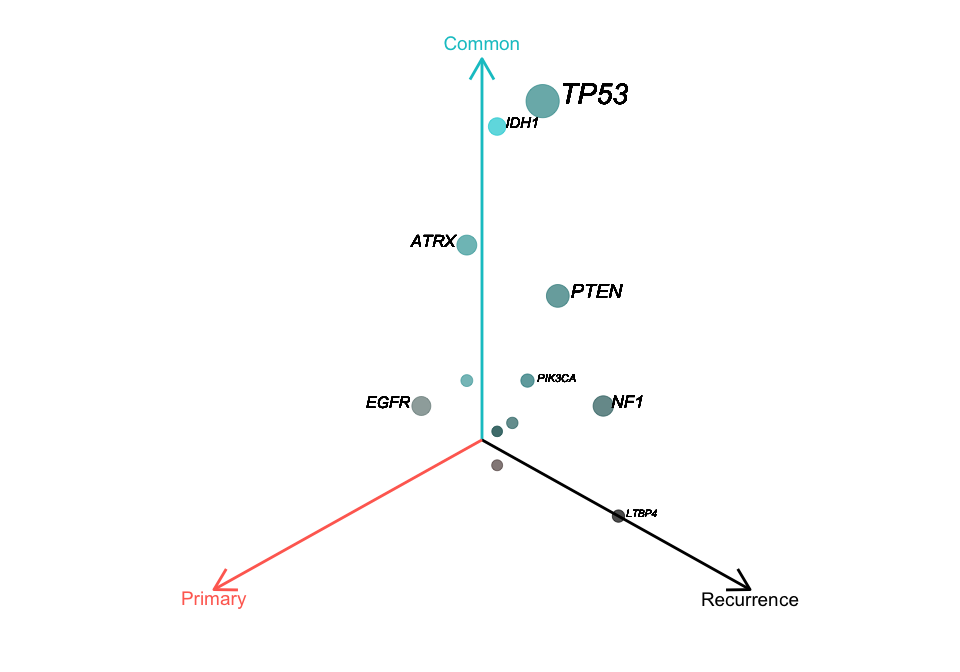 Common
TP53
IDH1
ATRX
PTEN
PIK3CA
EGFR
NF1
LTBP4
Primary
Recurrence